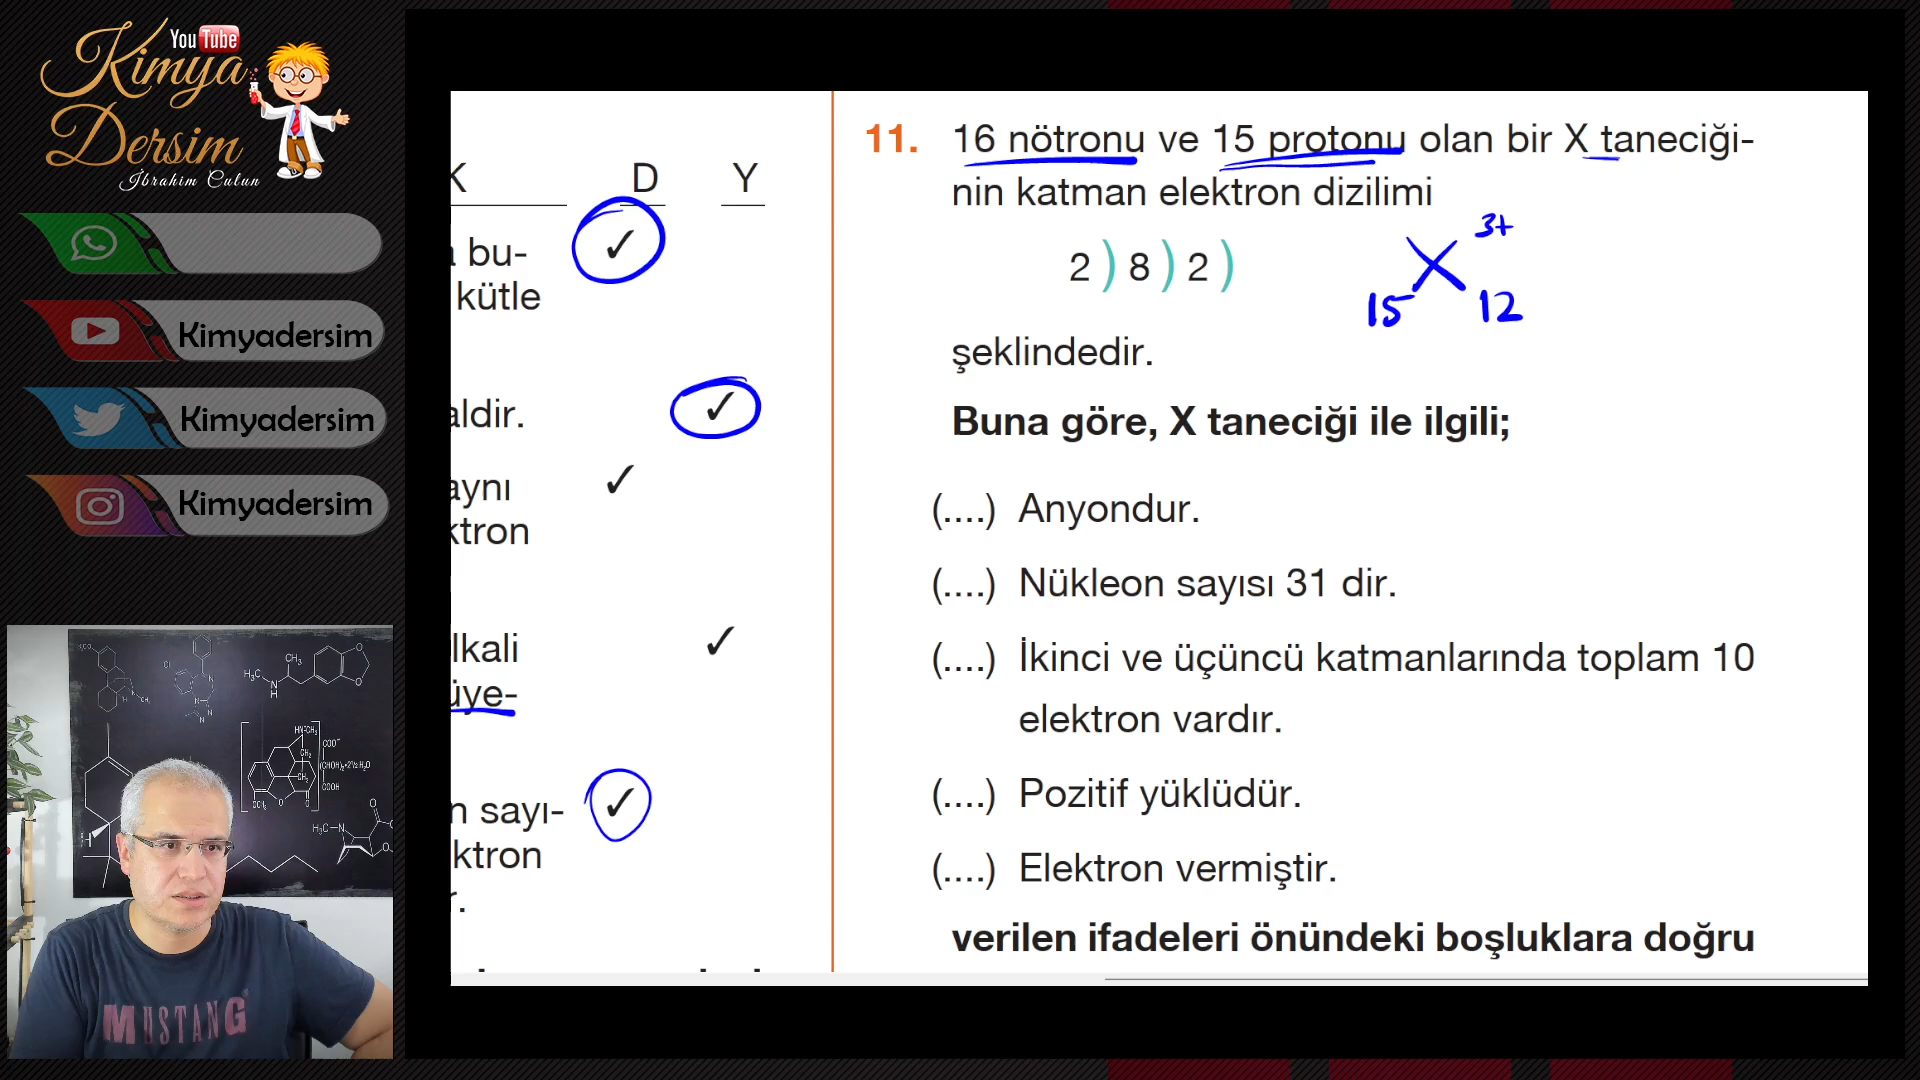 YouTube
Kimya
Dersim
İbrahim Culun
Kimyadersim
Kimyadersim
Kimyadersim
MUSTANG
K D Y
a bu- ✓
kütle
aldir. ✓
aynı ✓
ktron
lkali ✓
üye-
n sayı- ✓
ktron
r.
11. 16 nötronu ve 15 protonu olan bir X taneciği-
nin katman elektron dizilimi
2 ) 8 ) 2 )
X 3+
15 12
şeklindedir.
Buna göre, X taneciği ile ilgili;
(....) Anyondur.
(....) Nükleon sayısı 31 dir.
(....) İkinci ve üçüncü katmanlarında toplam 10
elektron vardır.
(....) Pozitif yüklüdür.
(....) Elektron vermiştir.
verilen ifadeleri önündeki boşluklara doğru